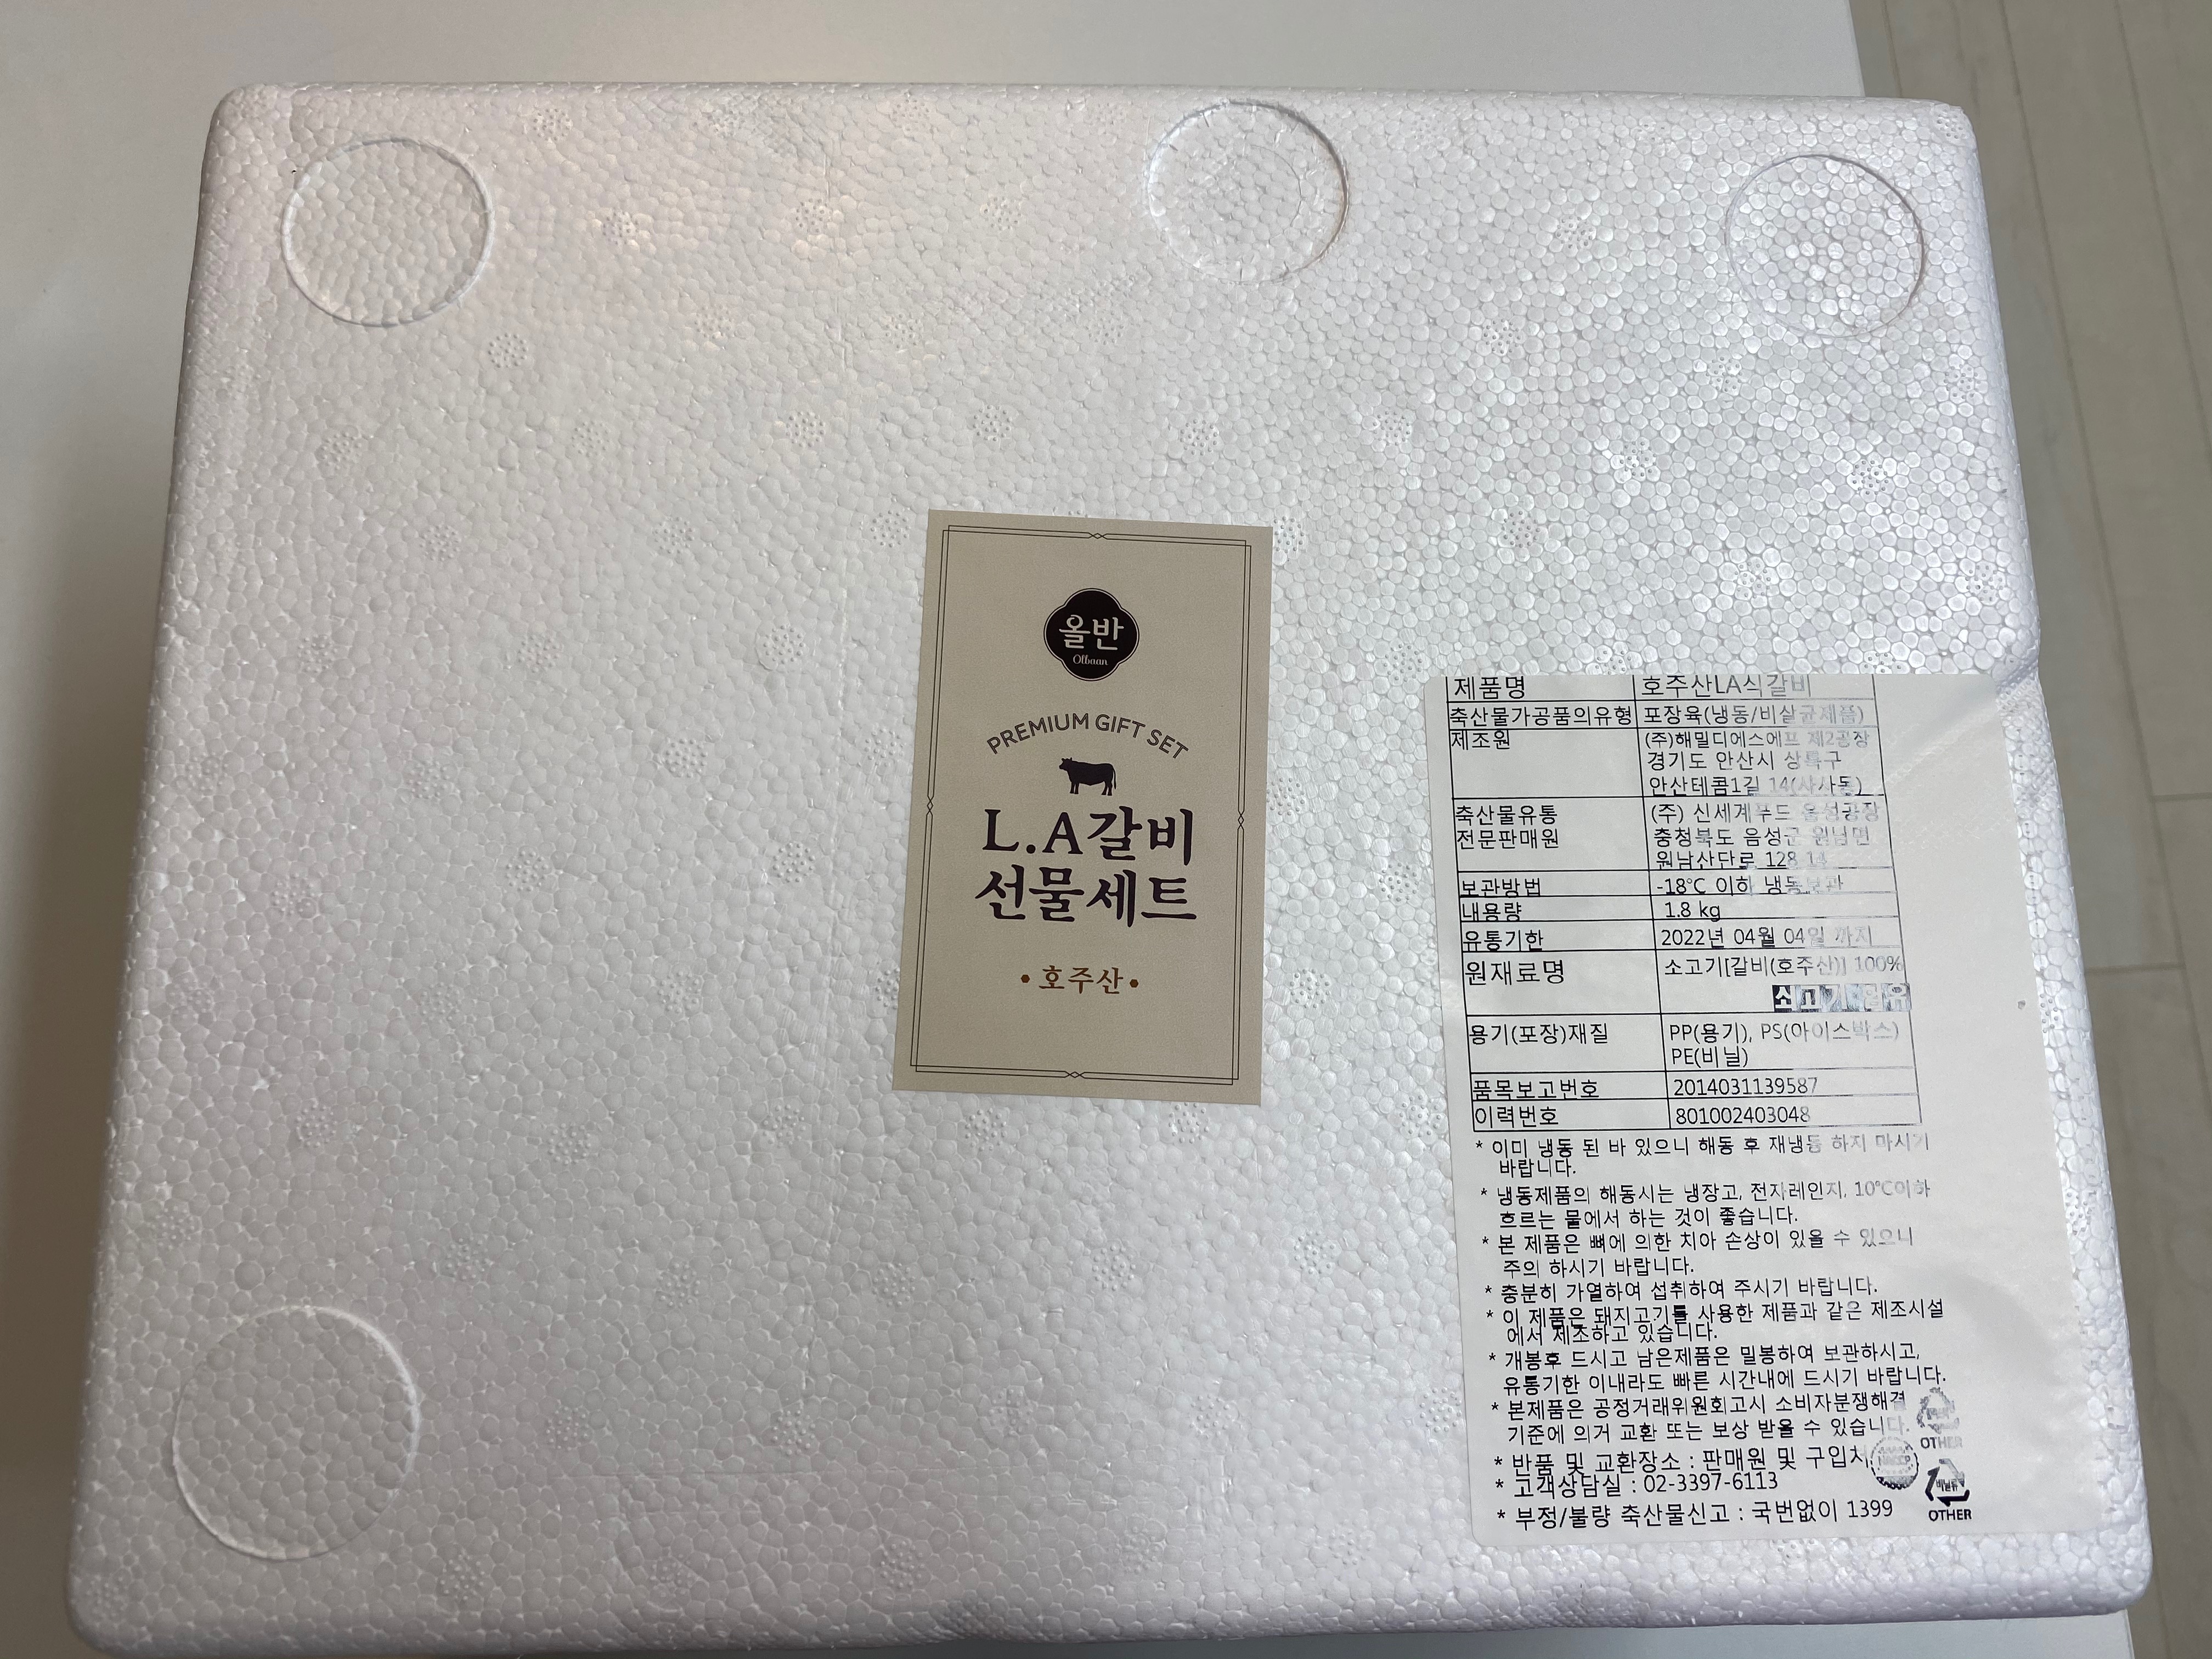 올반
Olbaan
PREMIUM GIFT SET
L.A갈비
선물세트
•호주산•
제품명 호주산LA식갈비
축산물가공품의유형 포장육(냉동/비살균제품)
제조원 (주)해밀디에스에프 제2공장
경기도 안산시 상록구
안산테콤1길 14(사사동)
축산물유통 (주) 신세계푸드 음성공장
전문판매원 충청북도 음성군 원남면
원남산단로 128
보관방법 -18℃ 이하 냉동보관
내용량 1.8 kg
유통기한 2022년 04월 04일 까지
원재료명 소고기[갈비(호주산)] 100%
쇠고기 함유
용기(포장)재질 PP(용기), PS(아이스박스)
PE(비닐)
품목보고번호 2014031139587
이력번호 801002403048
* 이미 냉동 된 바 있으니 해동 후 재냉동 하지 마시기
바랍니다.
* 냉동제품의 해동시는 냉장고, 전자레인지, 10℃이하
흐르는 물에서 하는 것이 좋습니다.
* 본 제품은 뼈에 의한 치아 손상이 있을 수 있으니
주의 하시기 바랍니다.
* 충분히 가열하여 섭취하여 주시기 바랍니다.
* 이 제품은 돼지고기를 사용한 제품과 같은 제조시설
에서 제조하고 있습니다.
* 개봉후 드시고 남은제품은 밀봉하여 보관하시고,
유통기한 이내라도 빠른 시간내에 드시기 바랍니다.
* 본제품은 공정거래위원회고시 소비자분쟁해결
기준에 의거 교환 또는 보상 받을 수 있습니다.
* 반품 및 교환장소 : 판매원 및 구입처
* 고객상담실 : 02-3397-6113
* 부정/불량 축산물신고 : 국번없이 1399
OTHER
HACCP
비닐류
OTHER